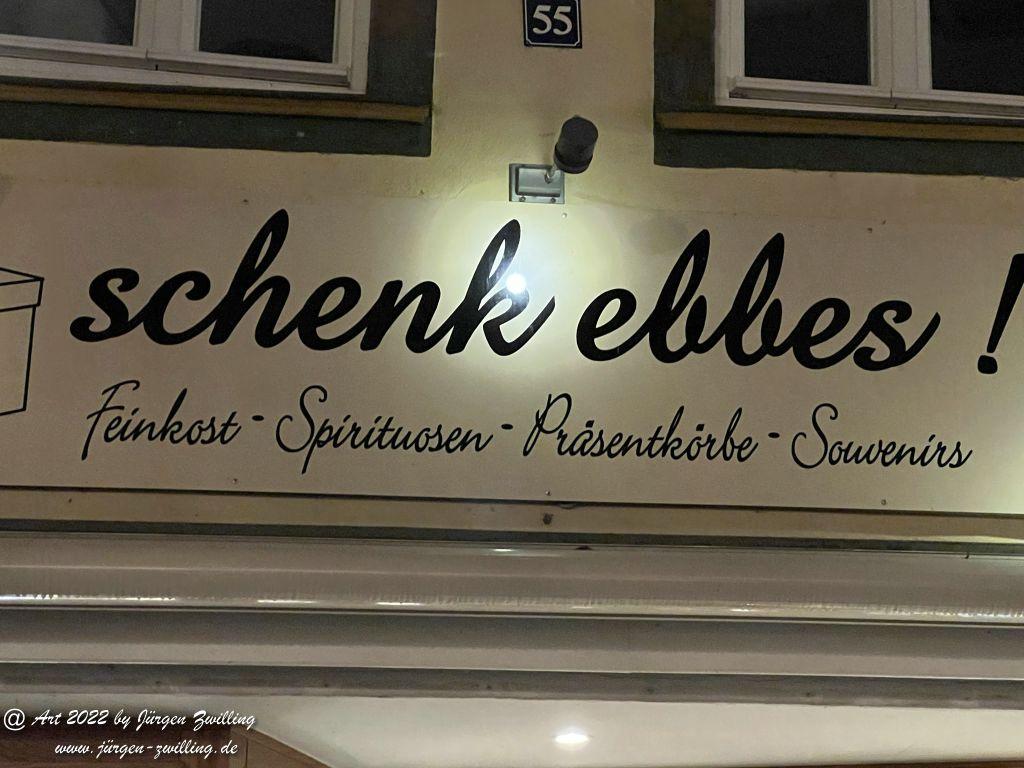 55
schenk ebbes !
Feinkost - Spirituosen - Präsentkörbe - Souvenirs
@ Art 2022 by Jürgen Zwilling
www.jürgen-zwilling.de